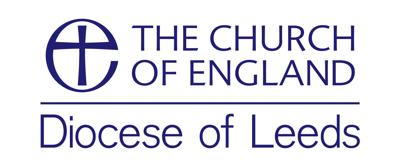 THE CHURCH
OF ENGLAND
Diocese of Leeds